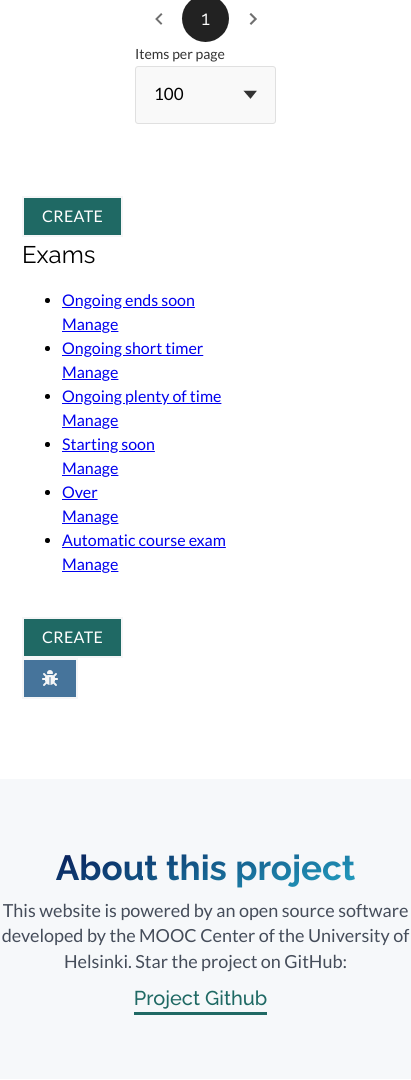 1
Items per page
100
CREATE
Exams
Ongoing ends soon
Manage
Ongoing short timer
Manage
Ongoing plenty of time
Manage
Starting soon
Manage
Over
Manage
Automatic course exam
Manage
CREATE
About this project
This website is powered by an open source software
developed by the MOOC Center of the University of
Helsinki. Star the project on GitHub:
Project Github